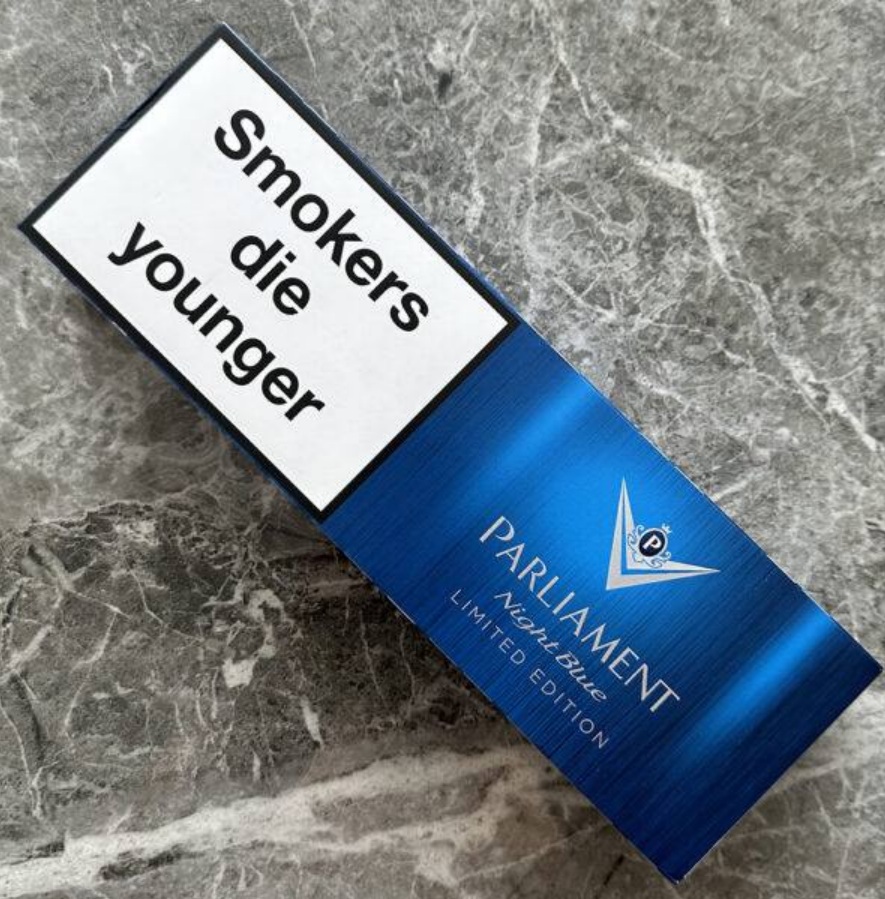 Smokers
die
younger
P
PARLIAMENT
Night Blue
LIMITED EDITION